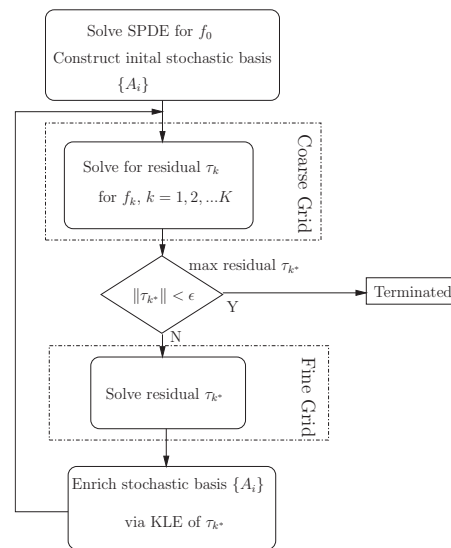 Solve SPDE for f₀
Construct inital stochastic basis
{Aᵢ}
Coarse Grid
Solve for residual τₖ
for fₖ, k = 1, 2, ...K
max residual τₖ*
‖τₖ*‖ < ϵ
Y
Terminated
N
Fine Grid
Solve residual τₖ*
Enrich stochastic basis {Aᵢ}
via KLE of τₖ*